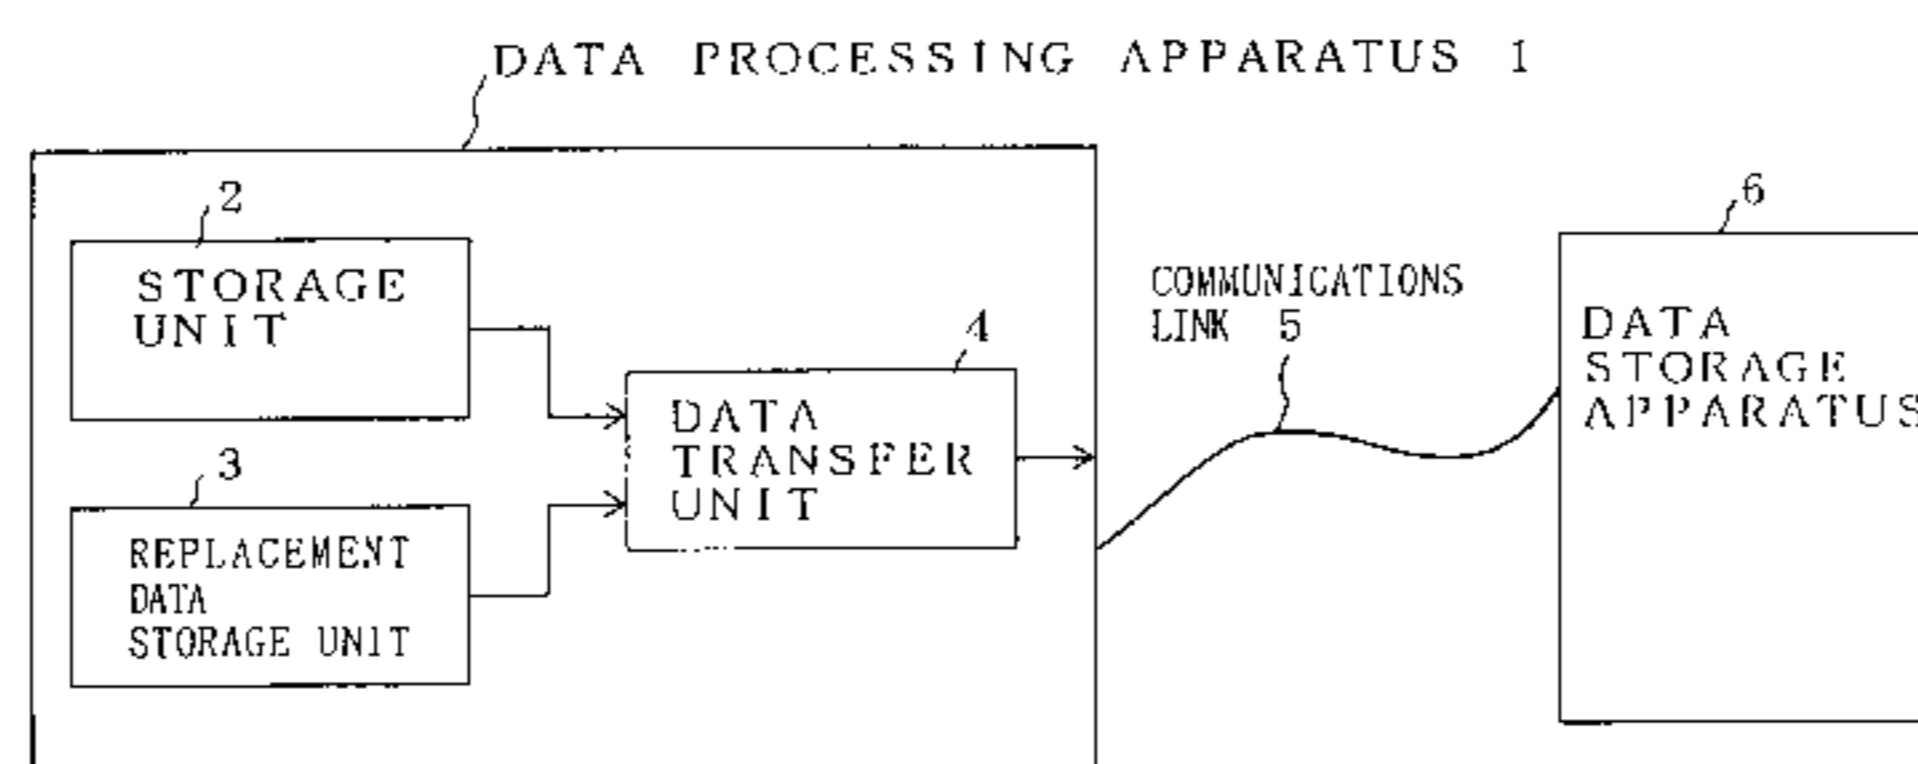 DATA PROCESSING APPARATUS 1
2
STORAGE
UNIT
3
REPLACEMENT
DATA
STORAGE UNIT
4
DATA
TRANSFER
UNIT
COMMUNICATIONS
LINK 5
6
DATA
STORAGE
APPARATUS